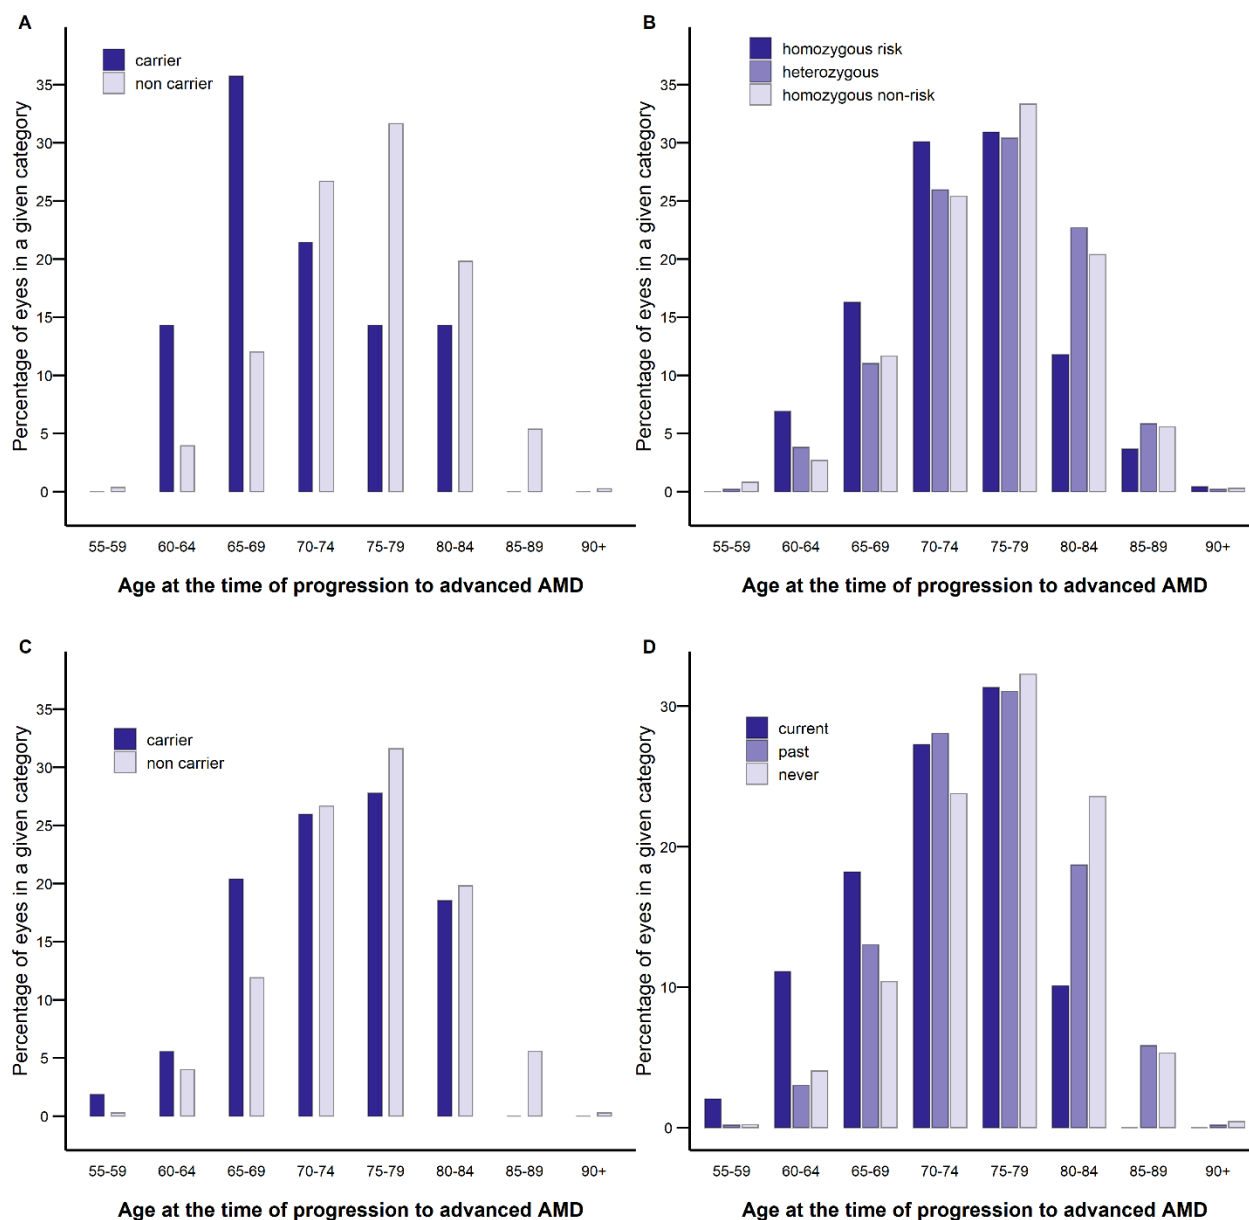 A
carrier
non carrier
Percentage of eyes in a given category
35
30
25
20
15
10
5
0
55-59 60-64 65-69 70-74 75-79 80-84 85-89 90+
Age at the time of progression to advanced AMD
B
homozygous risk
heterozygous
homozygous non-risk
Percentage of eyes in a given category
35
30
25
20
15
10
5
0
55-59 60-64 65-69 70-74 75-79 80-84 85-89 90+
Age at the time of progression to advanced AMD
C
carrier
non carrier
Percentage of eyes in a given category
35
30
25
20
15
10
5
0
55-59 60-64 65-69 70-74 75-79 80-84 85-89 90+
Age at the time of progression to advanced AMD
D
current
past
never
Percentage of eyes in a given category
30
20
10
0
55-59 60-64 65-69 70-74 75-79 80-84 85-89 90+
Age at the time of progression to advanced AMD